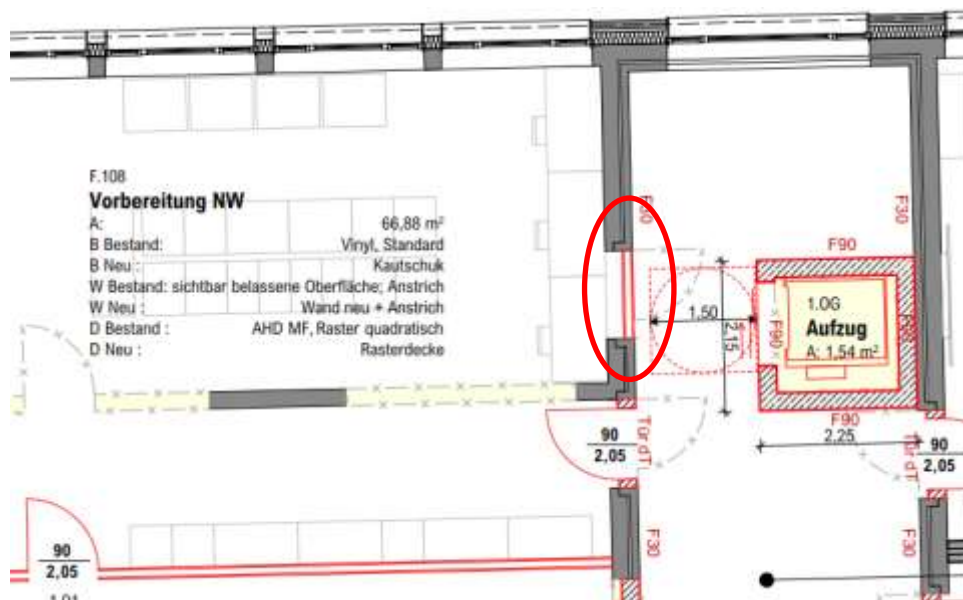 F.108
Vorbereitung NW
A: 66,88 m²
B Bestand: Vinyl, Standard
B Neu : Kautschuk
W Bestand: sichtbar belassene Oberfläche; Anstrich
W Neu : Wand neu + Anstrich
D Bestand : AHD MF, Raster quadratisch
D Neu : Rasterdecke
F30
F30
F90
1.OG
Aufzug
A: 1,54 m²
F90
1,50
2,15
F90
2,25
90
2,05
Tür dT
Tür dT
90
2,05
F30
F30
90
2,05